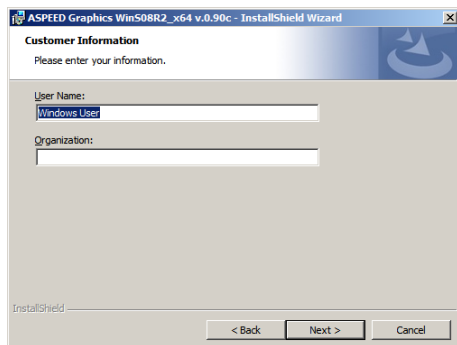 ASPEED Graphics WinS08R2_x64 v.0.90c - InstallShield Wizard
Customer Information
Please enter your information.
User Name:
Windows User
Organization:
InstallShield
< Back Next > Cancel